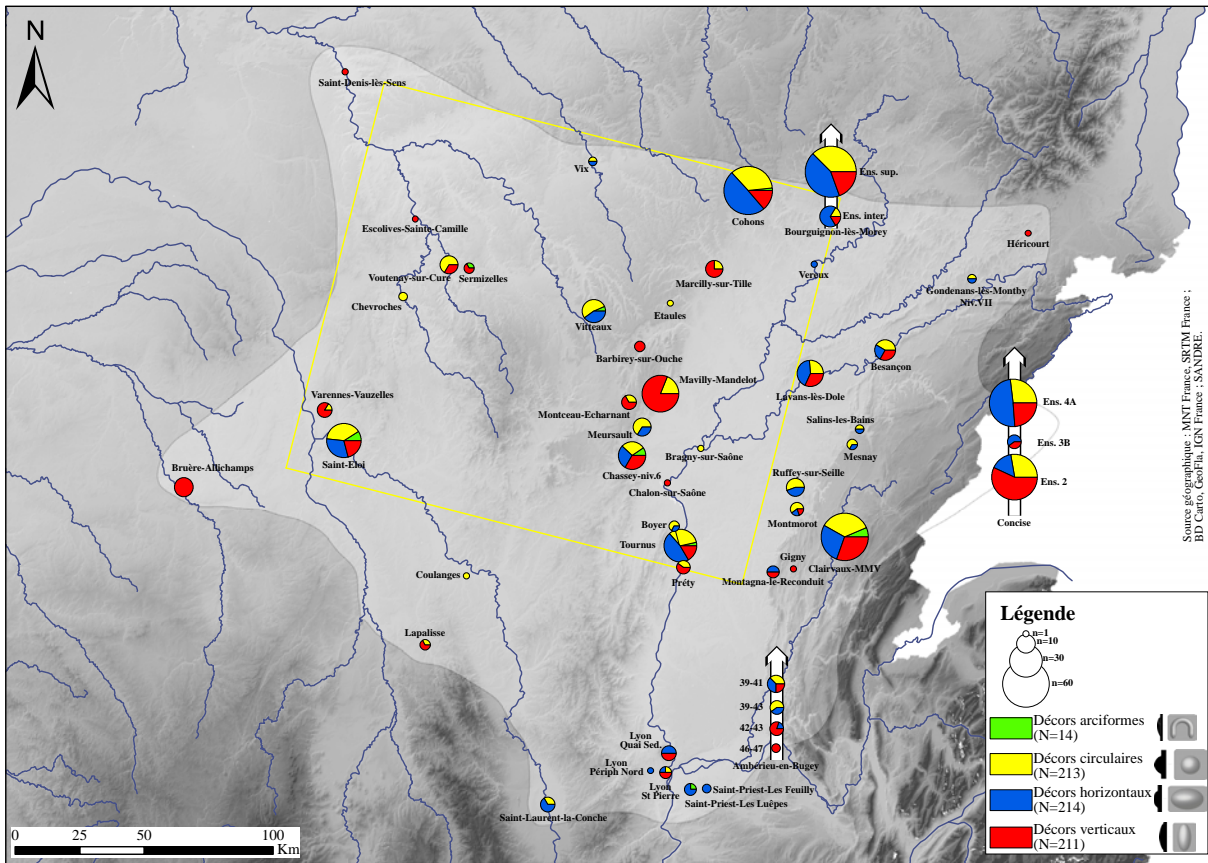 N
Saint-Denis-lès-Sens
Vix
Ens. sup.
Cohons
Ens. inter.
Bourguignon-lès-Morey
Escolives-Sainte-Camille
Héricourt
Voutenay-sur-Cure
Sermizelles
Marcilly-sur-Tille
Vereux
Gondenans-lès-Montby
Niv.VII
Chevroches
Etaules
Vitteaux
Barbirey-sur-Ouche
Besançon
Mavilly-Mandelot
Lavans-lès-Dole
Ens. 4A
Varennes-Vauzelles
Montceau-Echarnant
Meursault
Salins-les-Bains
Ens. 3B
Saint-Eloi
Bragny-sur-Saône
Mesnay
Bruère-Allichamps
Chassey-niv.6
Ruffey-sur-Seille
Ens. 2
Chalon-sur-Saône
Montmorot
Concise
Boyer
Tournus
Clairvaux-MMV
Gigny
Coulanges
Préty
Montagna-le-Reconduit
Lapalisse
39-41
39-43
42-43
46-47
Ambérieu-en-Bugey
Lyon
Quai Sed.
Lyon
Périph Nord
Lyon
St Pierre
Saint-Priest-Les Feuilly
Saint-Priest-Les Luêpes
Saint-Laurent-la-Conche
0 25 50 100
Km
Source géographique : MNT France, SRTM France ;
BD Carto, GeoFla, IGN France ; SANDRE.
Légende
n=1
n=10
n=30
n=60
Décors arciformes
(N=14)
Décors circulaires
(N=213)
Décors horizontaux
(N=214)
Décors verticaux
(N=211)